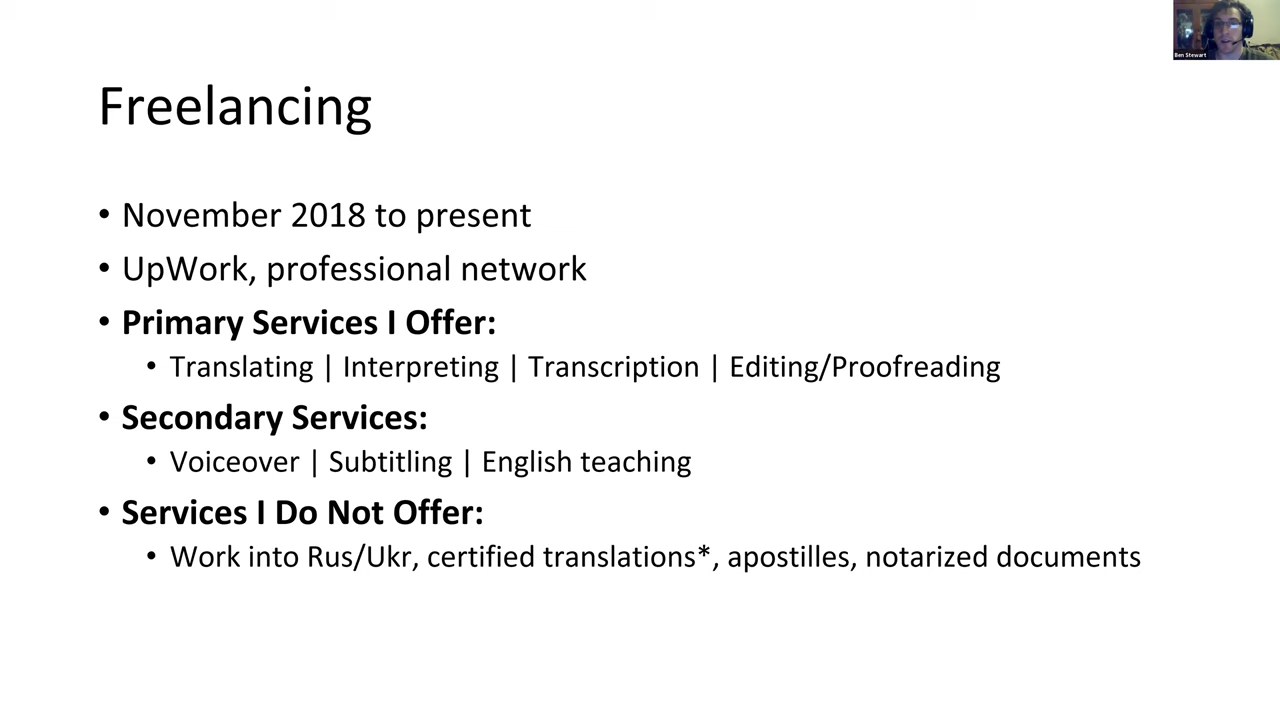 Ben Stewart
Freelancing
• November 2018 to present
• UpWork, professional network
• Primary Services I Offer:
• Translating | Interpreting | Transcription | Editing/Proofreading
• Secondary Services:
• Voiceover | Subtitling | English teaching
• Services I Do Not Offer:
• Work into Rus/Ukr, certified translations*, apostilles, notarized documents